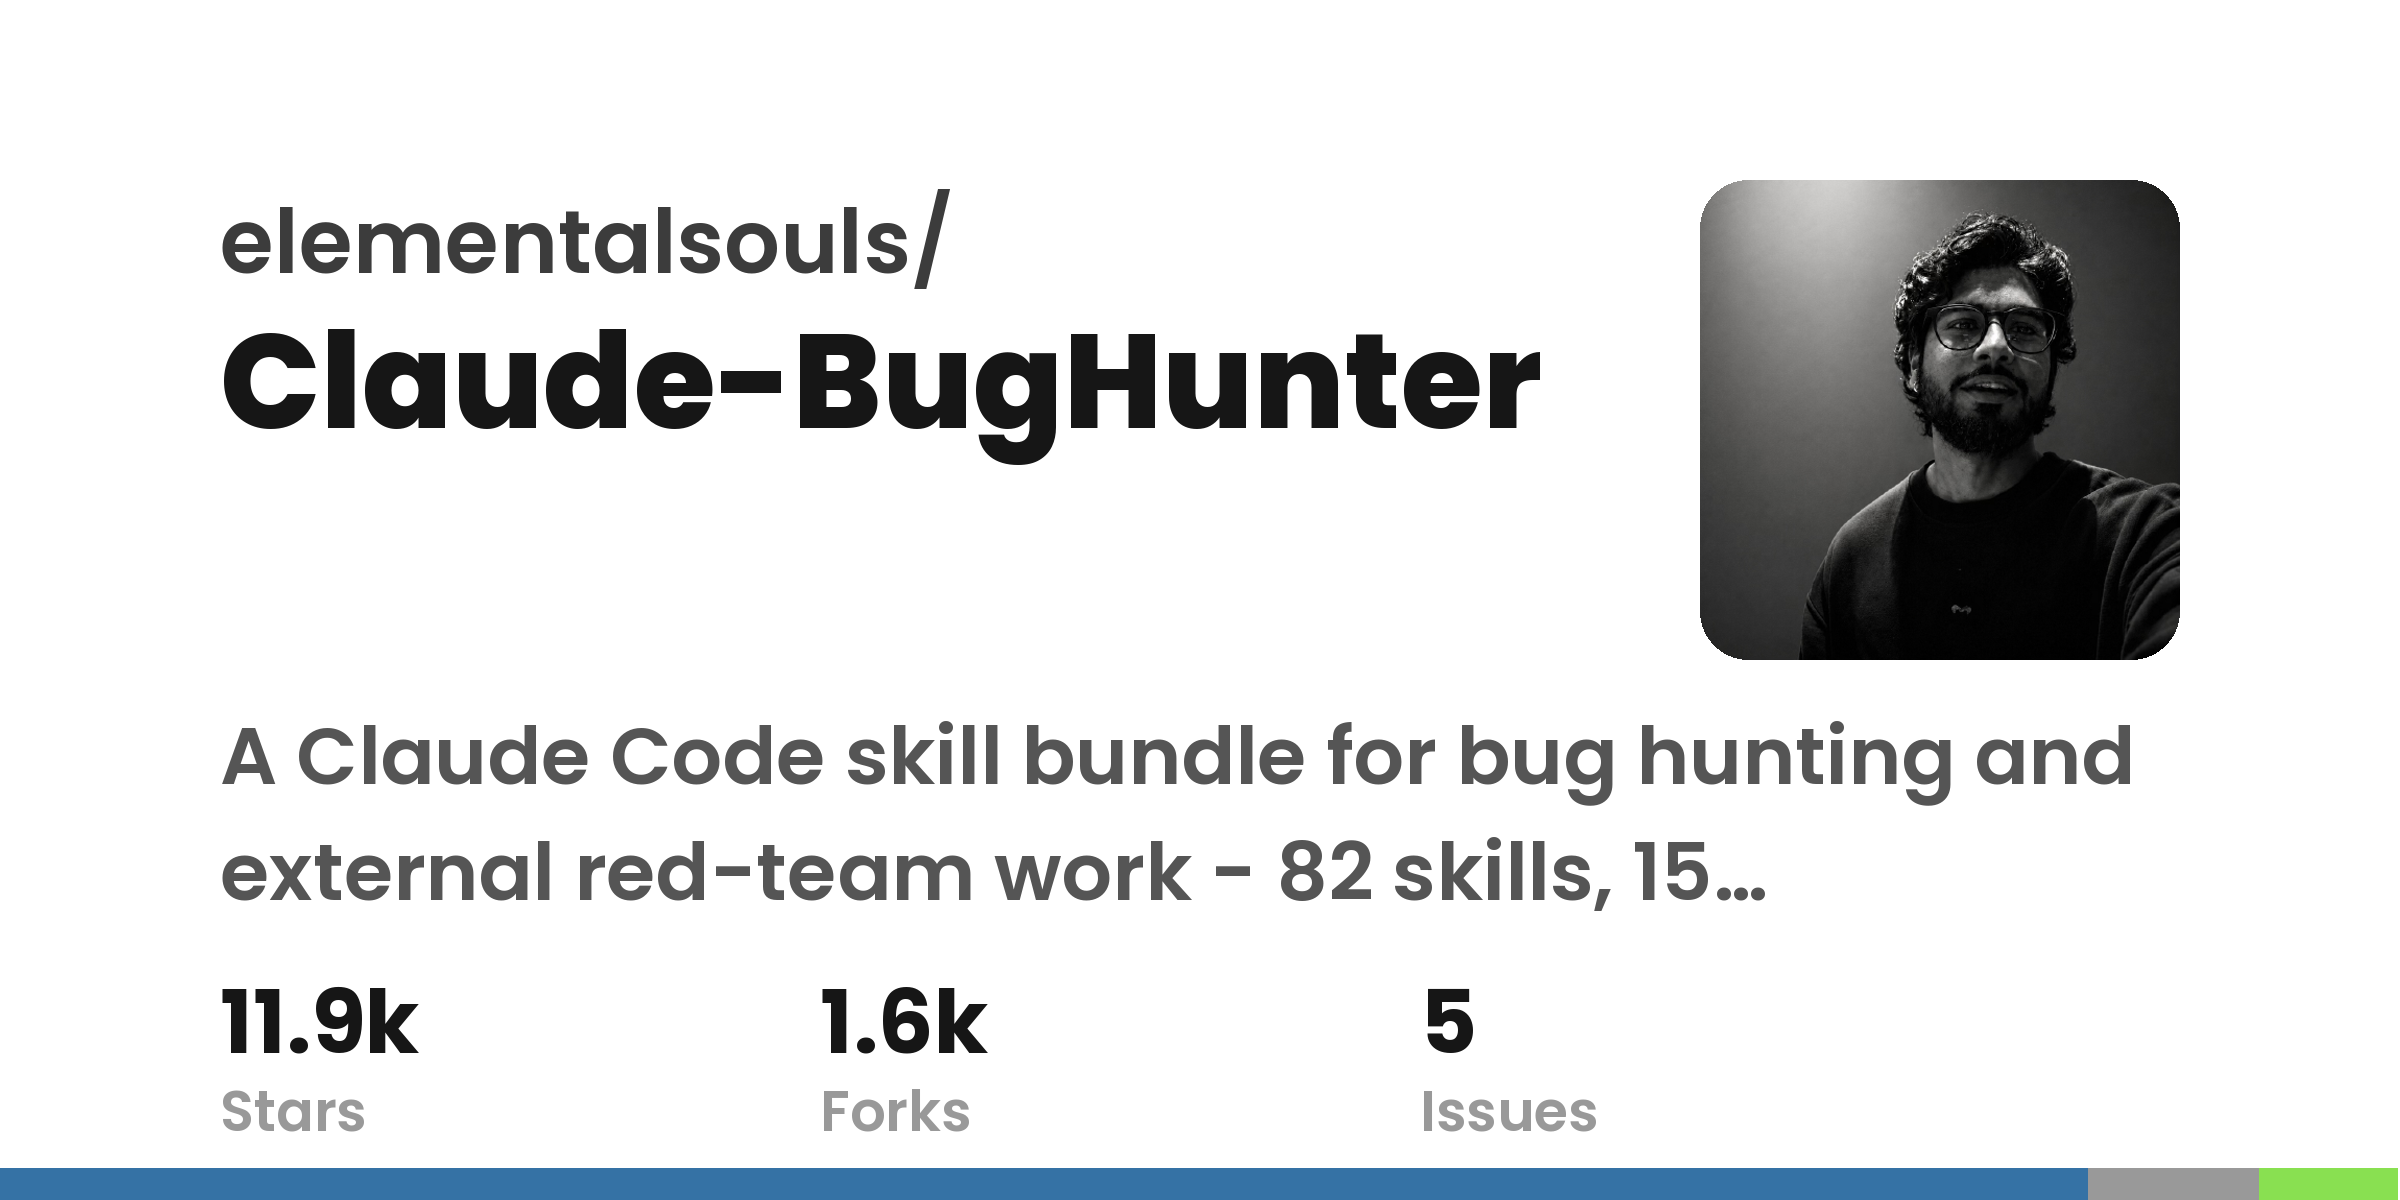 elementalsouls/
Claude-BugHunter
A Claude Code skill bundle for bug hunting and
external red-team work - 82 skills, 15...
11.9k
1.6k
5
Stars
Forks
Issues